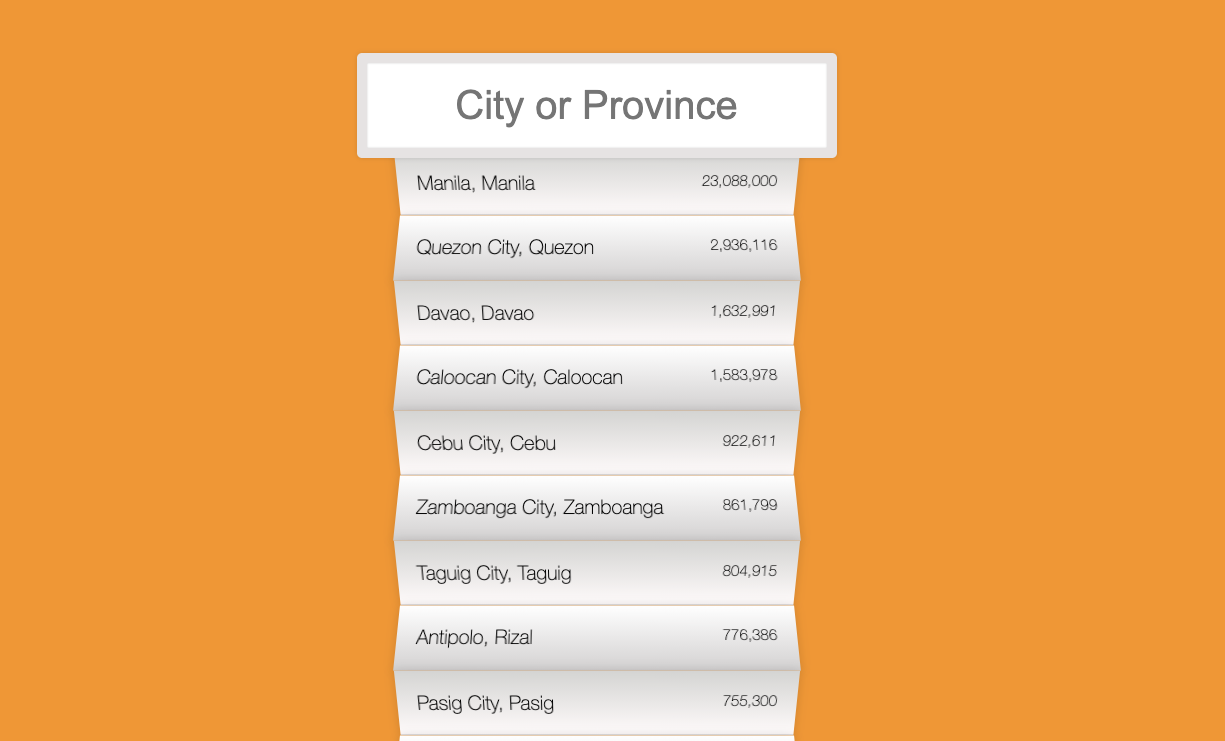 City or Province
Manila, Manila 23,088,000
Quezon City, Quezon 2,936,116
Davao, Davao 1,632,991
Caloocan City, Caloocan 1,583,978
Cebu City, Cebu 922,611
Zamboanga City, Zamboanga 861,799
Taguig City, Taguig 804,915
Antipolo, Rizal 776,386
Pasig City, Pasig 755,300